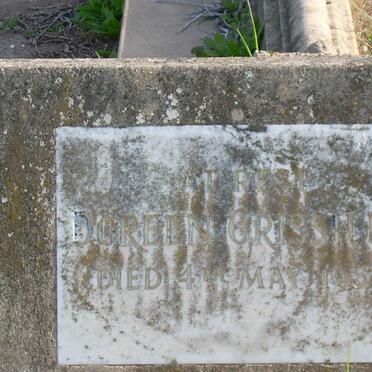 AT REST
DOREEN
DIED 4TH MAY